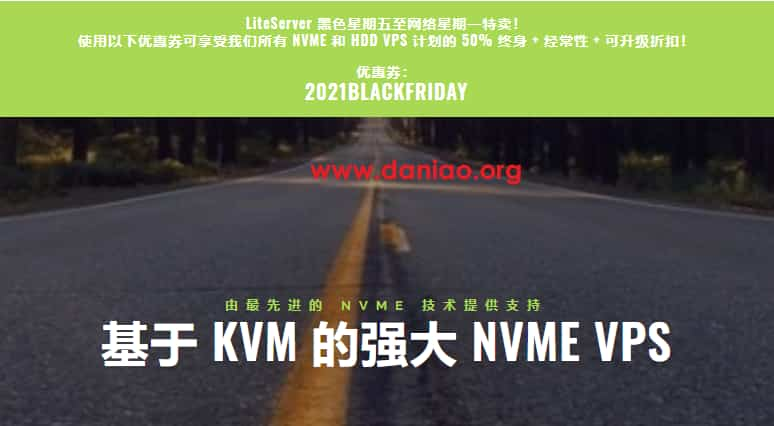 LiteServer 黑色星期五至网络星期一特卖！
使用以下优惠券可享受我们所有 NVME 和 HDD VPS 计划的 50% 终身 + 经常性 + 可升级折扣！
优惠券：
2021BLACKFRIDAY
www.daniao.org
由最先进的 NVME 技术提供支持
基于 KVM 的强大 NVME VPS